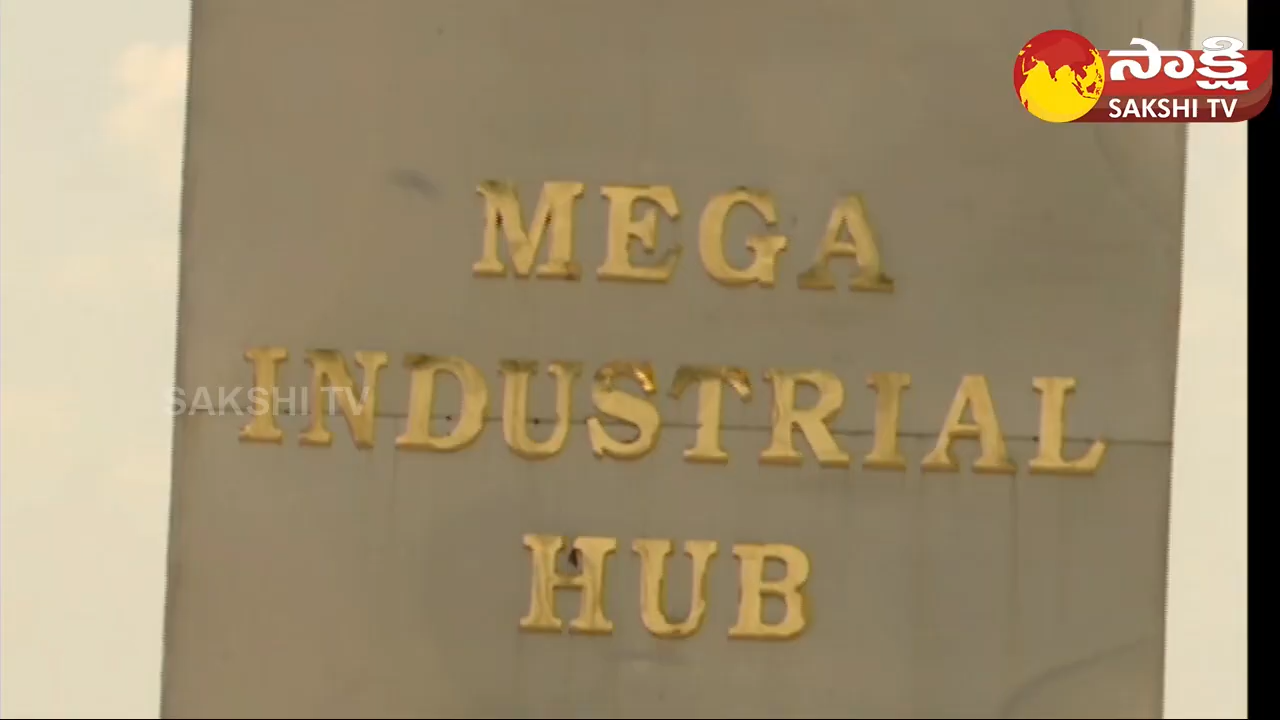 సాక్షి
SAKSHI TV
MEGA
INDUSTRIAL
SAKSHI TV
HUB